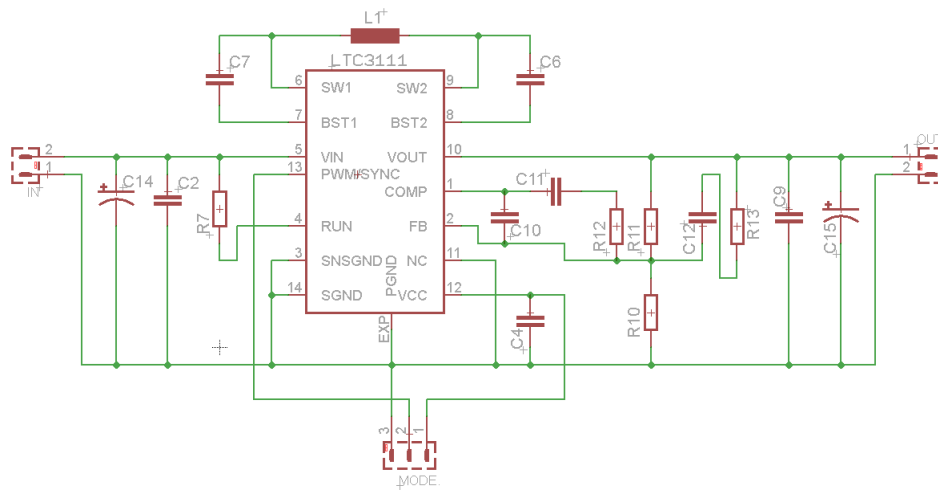 L1
LTC3111
C7
C6
6
SW1
SW2
9
7
BST1
BST2
8
2
5
VIN
VOUT
10
1
1
IN
13
PWM/SYNC
OUT
2
C14
C2
COMP
1
C11
C9
R7
4
RUN
FB
2
C10
R12
R11
C12
R13
C15
3
SNSGND
NC
11
14
SGND
PGND
VCC
12
R10
EXP
C4
3
2
1
MODE